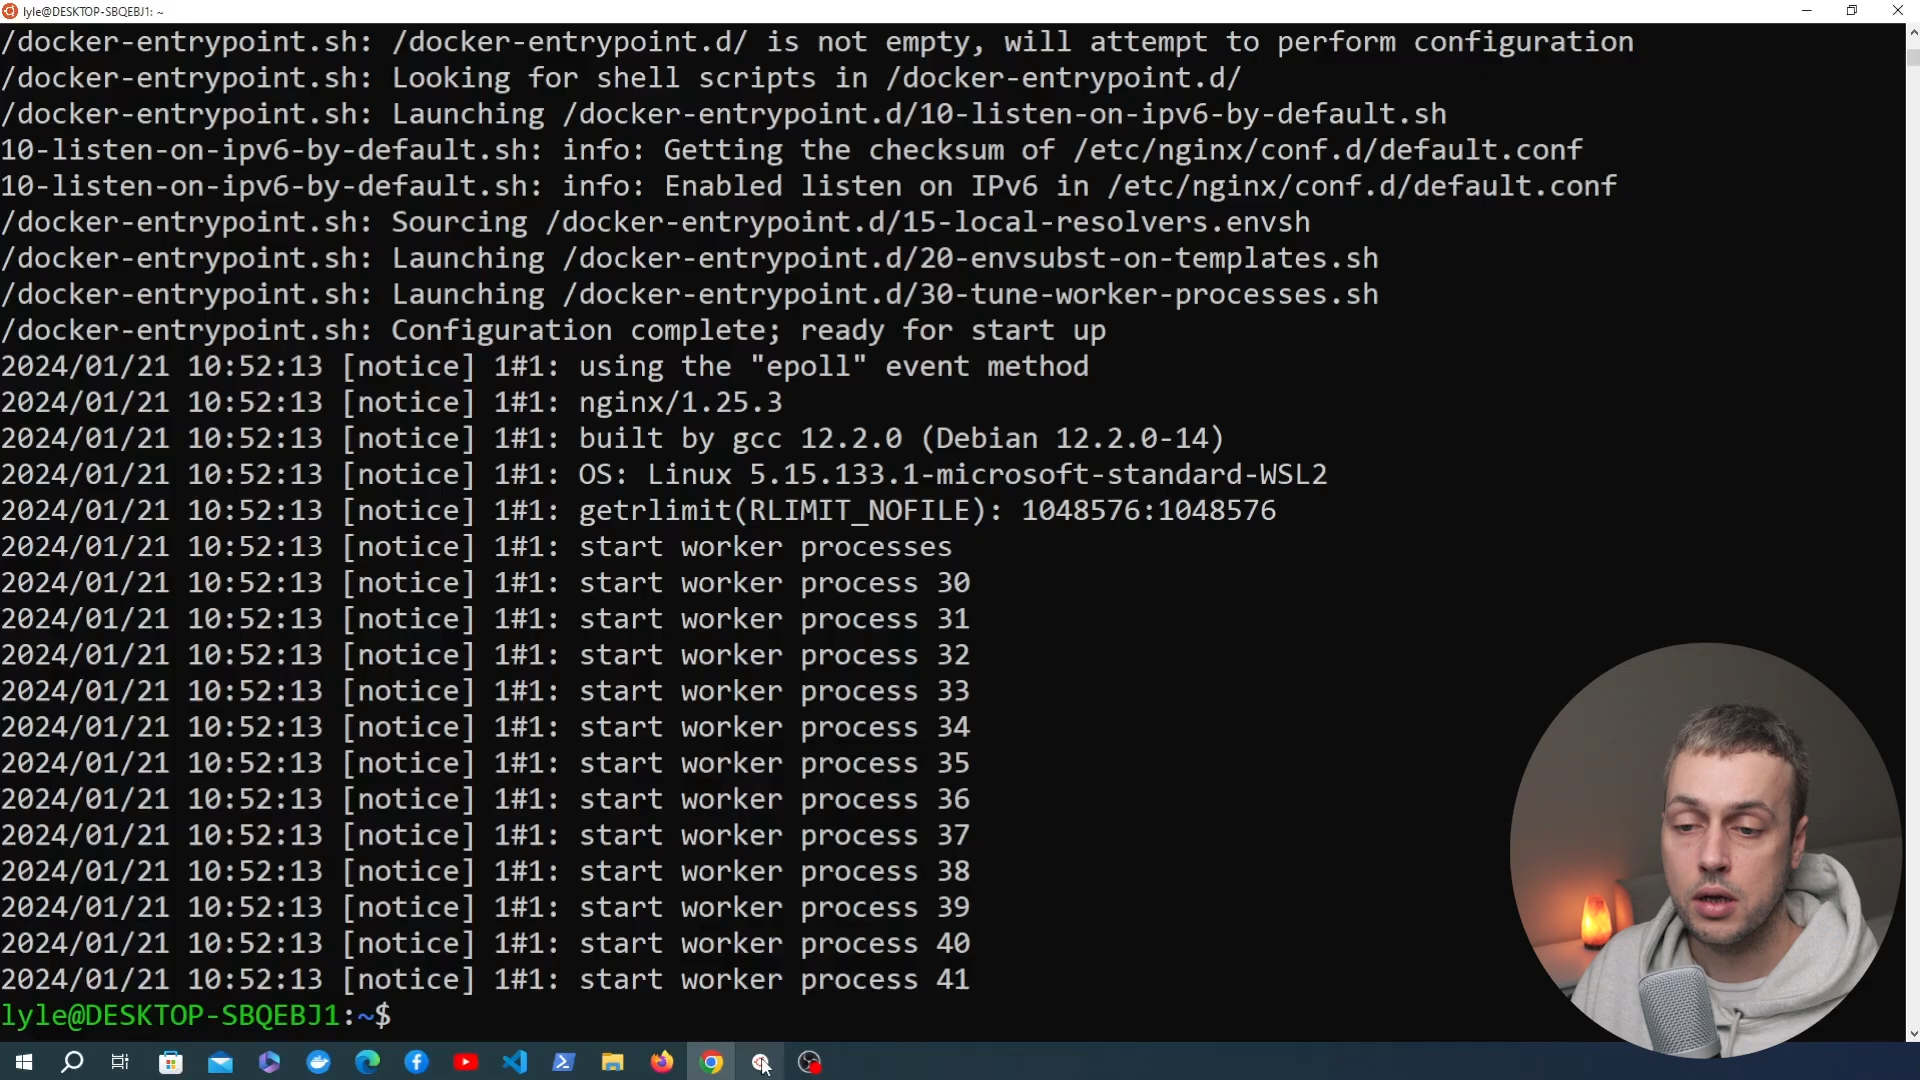 lyle@DESKTOP-SBQEBJ1: ~
/docker-entrypoint.sh: /docker-entrypoint.d/ is not empty, will attempt to perform configuration
/docker-entrypoint.sh: Looking for shell scripts in /docker-entrypoint.d/
/docker-entrypoint.sh: Launching /docker-entrypoint.d/10-listen-on-ipv6-by-default.sh
10-listen-on-ipv6-by-default.sh: info: Getting the checksum of /etc/nginx/conf.d/default.conf
10-listen-on-ipv6-by-default.sh: info: Enabled listen on IPv6 in /etc/nginx/conf.d/default.conf
/docker-entrypoint.sh: Sourcing /docker-entrypoint.d/15-local-resolvers.envsh
/docker-entrypoint.sh: Launching /docker-entrypoint.d/20-envsubst-on-templates.sh
/docker-entrypoint.sh: Launching /docker-entrypoint.d/30-tune-worker-processes.sh
/docker-entrypoint.sh: Configuration complete; ready for start up
2024/01/21 10:52:13 [notice] 1#1: using the "epoll" event method
2024/01/21 10:52:13 [notice] 1#1: nginx/1.25.3
2024/01/21 10:52:13 [notice] 1#1: built by gcc 12.2.0 (Debian 12.2.0-14)
2024/01/21 10:52:13 [notice] 1#1: OS: Linux 5.15.133.1-microsoft-standard-WSL2
2024/01/21 10:52:13 [notice] 1#1: getrlimit(RLIMIT_NOFILE): 1048576:1048576
2024/01/21 10:52:13 [notice] 1#1: start worker processes
2024/01/21 10:52:13 [notice] 1#1: start worker process 30
2024/01/21 10:52:13 [notice] 1#1: start worker process 31
2024/01/21 10:52:13 [notice] 1#1: start worker process 32
2024/01/21 10:52:13 [notice] 1#1: start worker process 33
2024/01/21 10:52:13 [notice] 1#1: start worker process 34
2024/01/21 10:52:13 [notice] 1#1: start worker process 35
2024/01/21 10:52:13 [notice] 1#1: start worker process 36
2024/01/21 10:52:13 [notice] 1#1: start worker process 37
2024/01/21 10:52:13 [notice] 1#1: start worker process 38
2024/01/21 10:52:13 [notice] 1#1: start worker process 39
2024/01/21 10:52:13 [notice] 1#1: start worker process 40
2024/01/21 10:52:13 [notice] 1#1: start worker process 41
lyle@DESKTOP-SBQEBJ1:~$